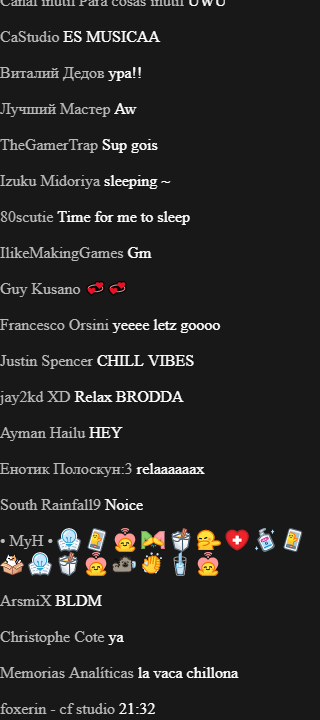 Canal inutil Para cosas inutil UWU
CaStudio ES MUSICAA
Виталий Дедов ура!!
Лучший Мастер Aw
TheGamerTrap Sup gois
Izuku Midoriya sleeping ~
80scutie Time for me to sleep
IlikeMakingGames Gm
Guy Kusano
Francesco Orsini yeeee letz goooo
Justin Spencer CHILL VIBES
jay2kd XD Relax BRODDA
Ayman Hailu HEY
Енотик Полоскун:3 relaaaaaax
South Rainfall9 Noice
• MyH •
ArsmiX BLDM
Christophe Cote ya
Memorias Analíticas la vaca chillona
foxerin - cf studio 21:32